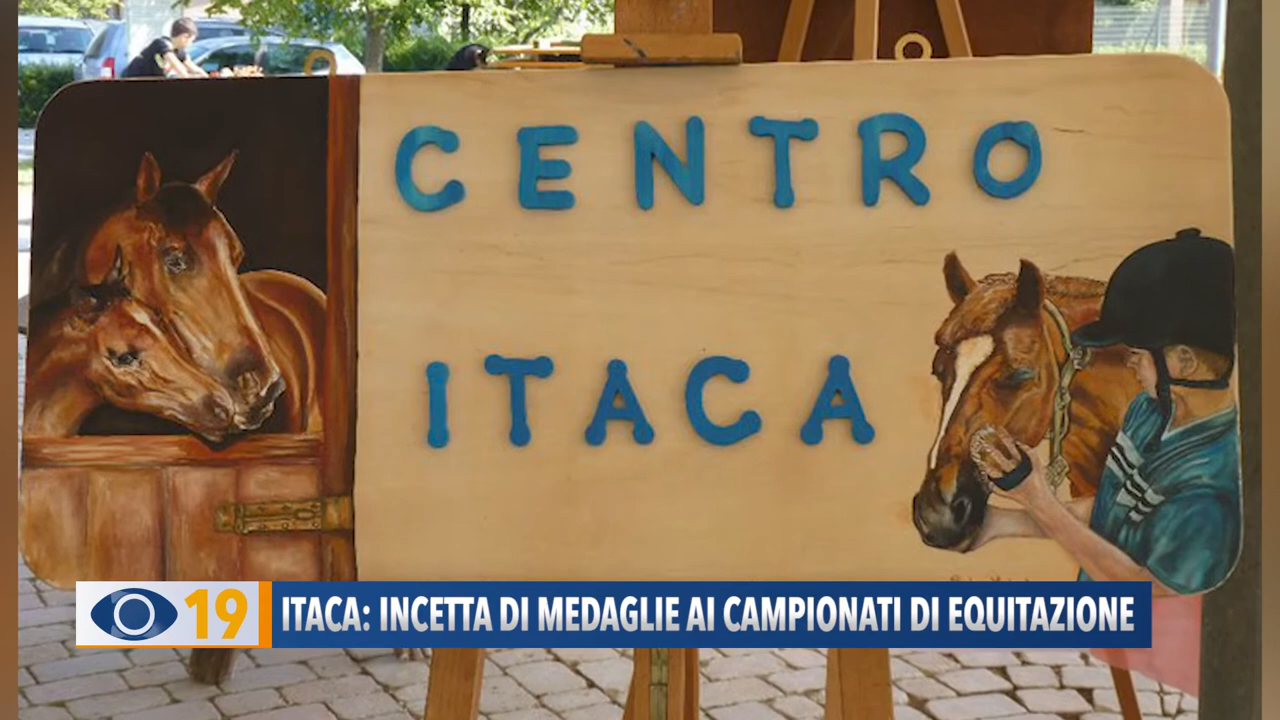 CENTRO
ITACA
19
ITACA: INCETTA DI MEDAGLIE AI CAMPIONATI DI EQUITAZIONE